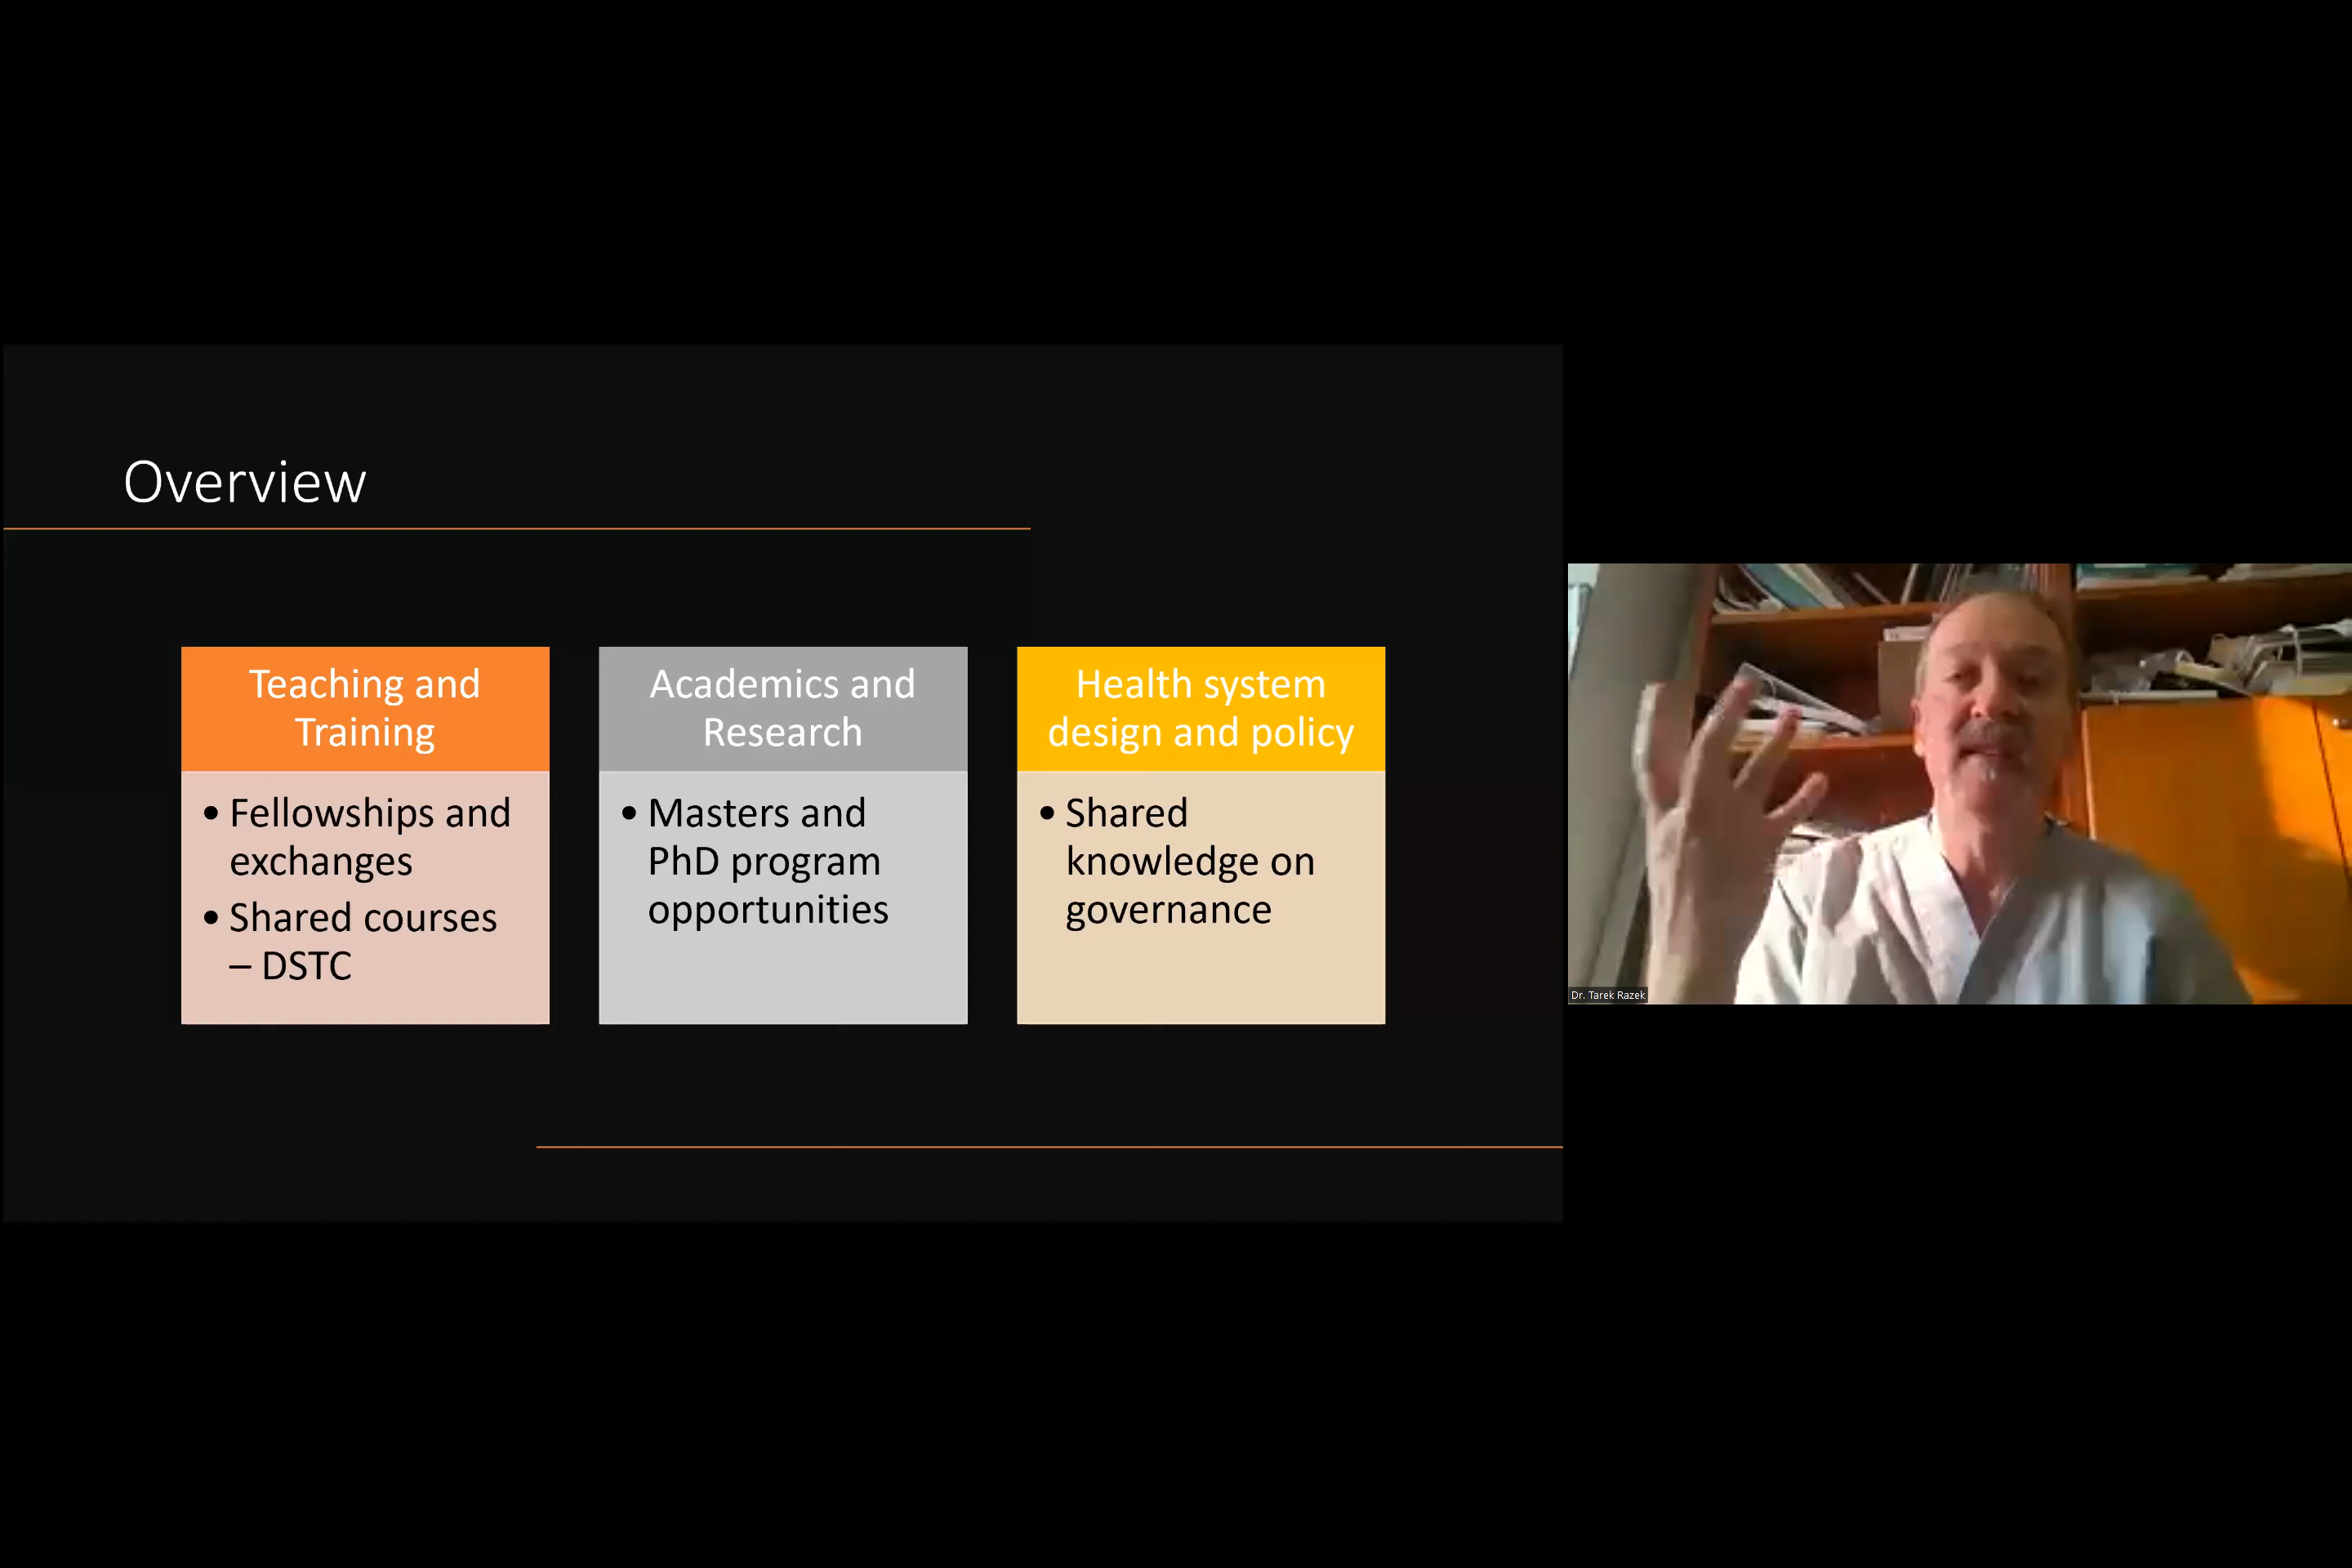 Overview
Teaching and
Training
• Fellowships and
exchanges
• Shared courses
– DSTC
Academics and
Research
• Masters and
PhD program
opportunities
Health system
design and policy
• Shared
knowledge on
governance
Dr. Tarek Razek